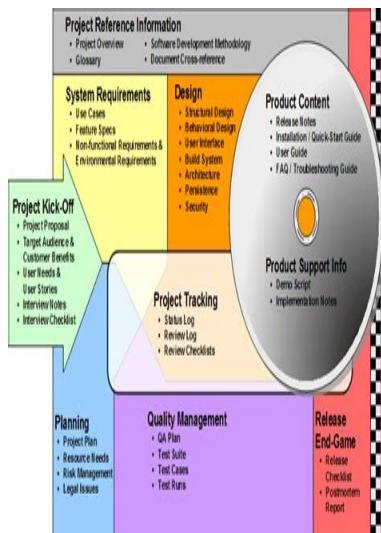 Project Reference Information
• Project Overview
• Glossary
• Software Development Methodology
• Document Cross-reference
System Requirements
• Use Cases
• Feature Specs
• Non-functional Requirements &
Environmental Requirements
Design
• Structural Design
• Behavioral Design
• User Interface
• Build System
• Architecture
• Persistence
• Security
Product Content
• Release Notes
• Installation / Quick-Start Guide
• User Guide
• FAQ / Troubleshooting Guide
Project Kick-Off
• Project Proposal
• Target Audience &
Customer Benefits
• User Needs &
User Stories
• Interview Notes
• Interview Checklist
Product Support Info
• Demo Script
• Implementation Notes
Project Tracking
• Status Log
• Review Log
• Review Checklists
Planning
• Project Plan
• Resource Needs
• Risk Management
• Legal Issues
Quality Management
• QA Plan
• Test Suite
• Test Cases
• Test Runs
Release
End-Game
• Release
Checklist
• Postmortem
Report